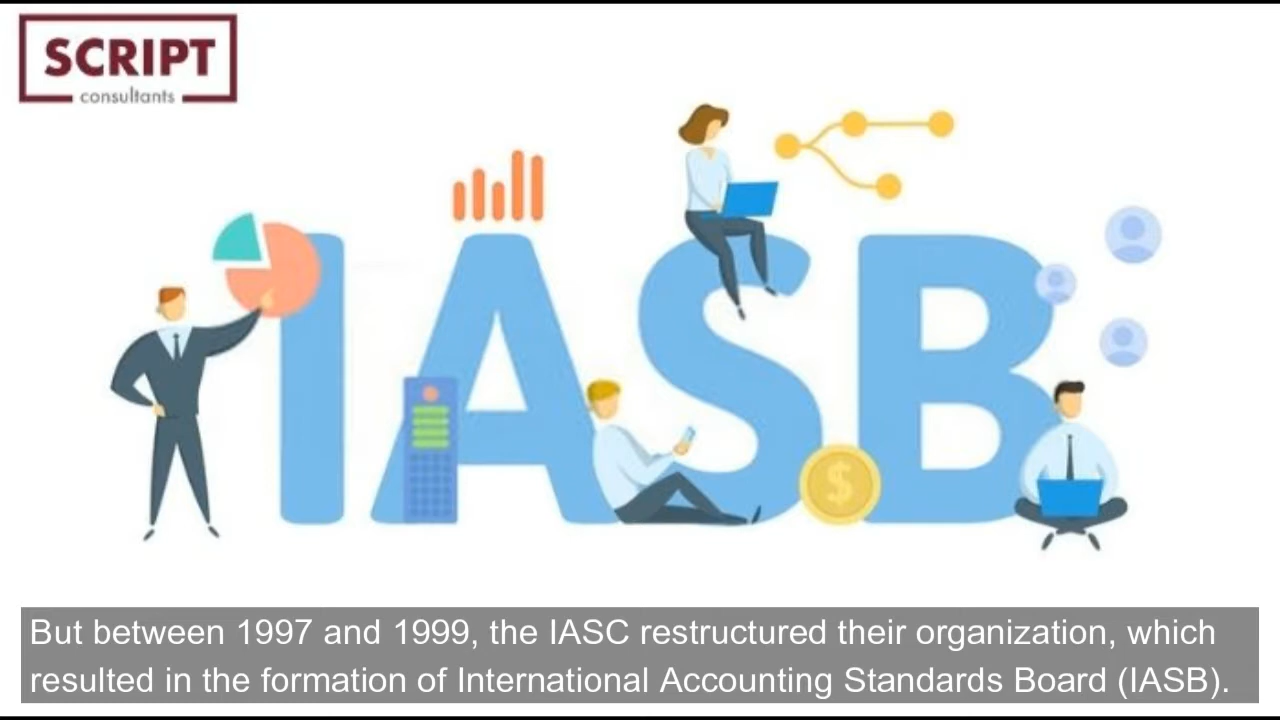 SCRIPT
consultants
IASB
$
But between 1997 and 1999, the IASC restructured their organization, which
resulted in the formation of International Accounting Standards Board (IASB).